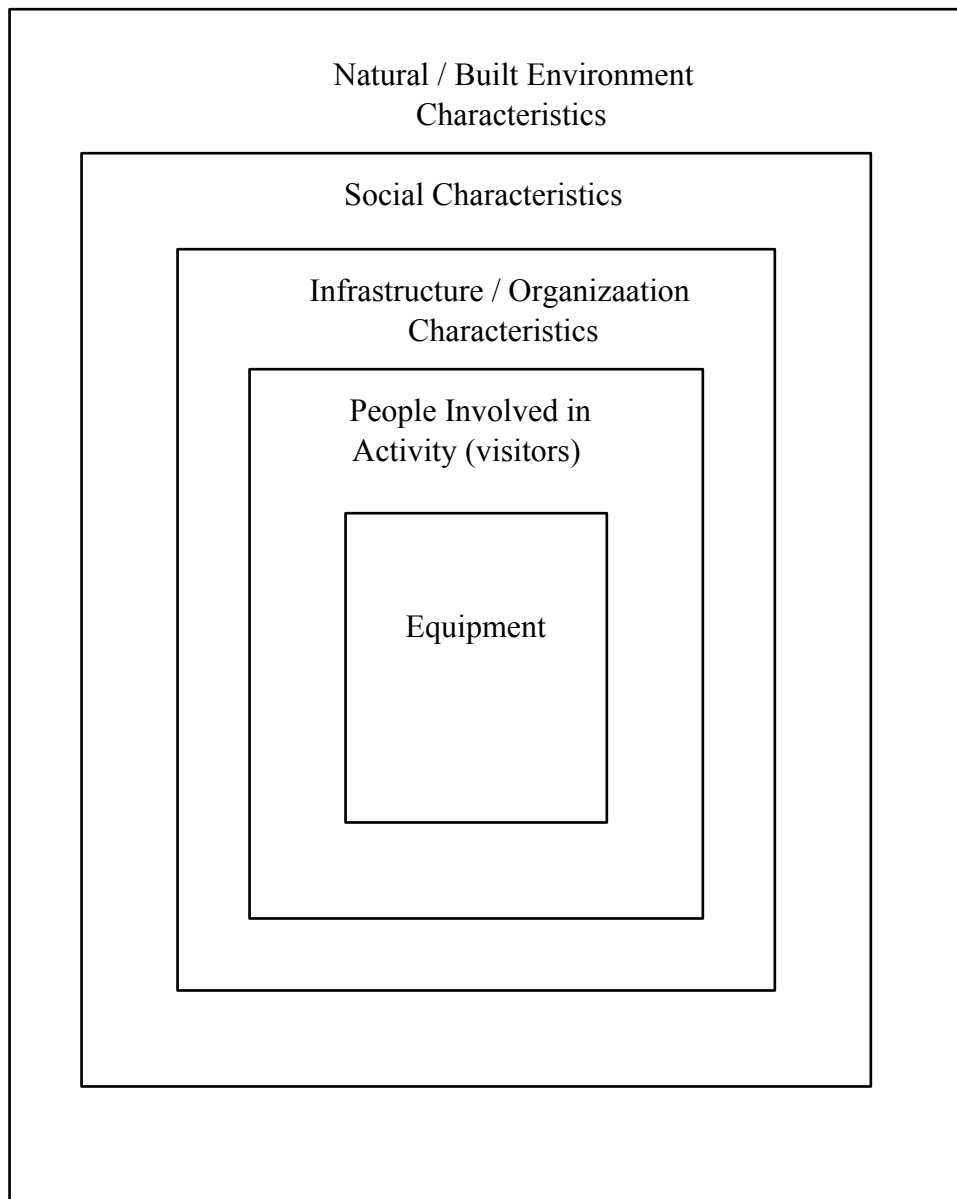 Natural / Built Environment
Characteristics
Social Characteristics
Infrastructure / Organizaation
Characteristics
People Involved in
Activity (visitors)
Equipment